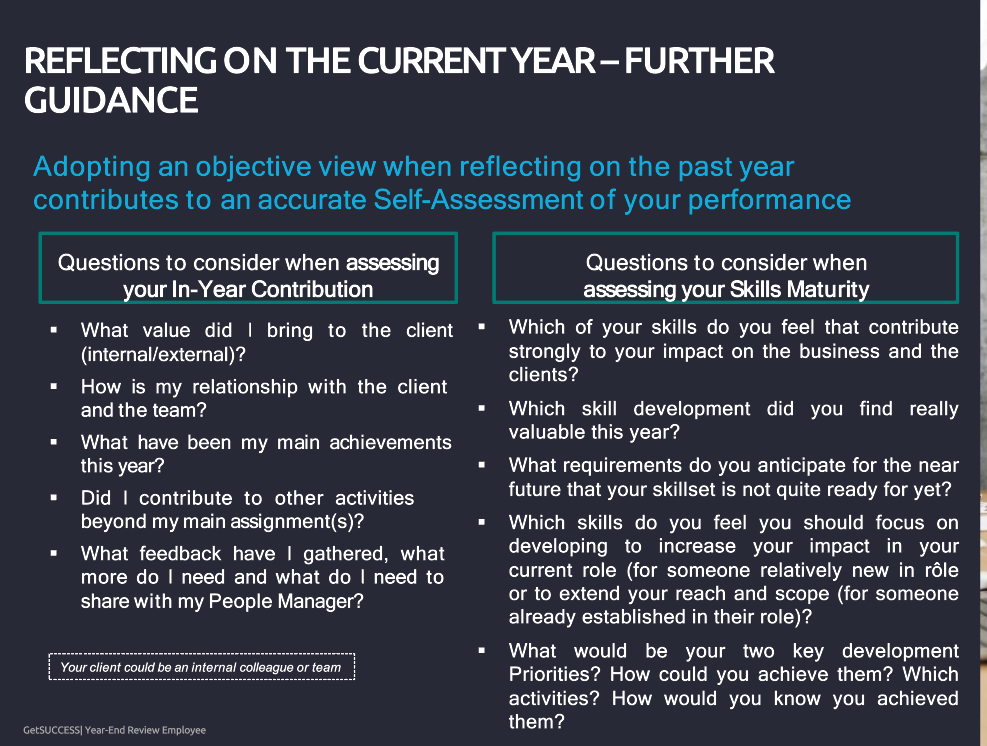 REFLECTING ON THE CURRENT YEAR – FURTHER
GUIDANCE
Adopting an objective view when reflecting on the past year
contributes to an accurate Self-Assessment of your performance
Questions to consider when assessing
your In-Year Contribution
▪ What value did I bring to the client
(internal/external)?
▪ How is my relationship with the client
and the team?
▪ What have been my main achievements
this year?
▪ Did I contribute to other activities
beyond my main assignment(s)?
▪ What feedback have I gathered, what
more do I need and what do I need to
share with my People Manager?
Your client could be an internal colleague or team
Questions to consider when
assessing your Skills Maturity
▪ Which of your skills do you feel that contribute
strongly to your impact on the business and the
clients?
▪ Which skill development did you find really
valuable this year?
▪ What requirements do you anticipate for the near
future that your skillset is not quite ready for yet?
▪ Which skills do you feel you should focus on
developing to increase your impact in your
current role (for someone relatively new in rôle
or to extend your reach and scope (for someone
already established in their role)?
▪ What would be your two key development
Priorities? How could you achieve them? Which
activities? How would you know you achieved
them?
GetSUCCESS| Year-End Review Employee